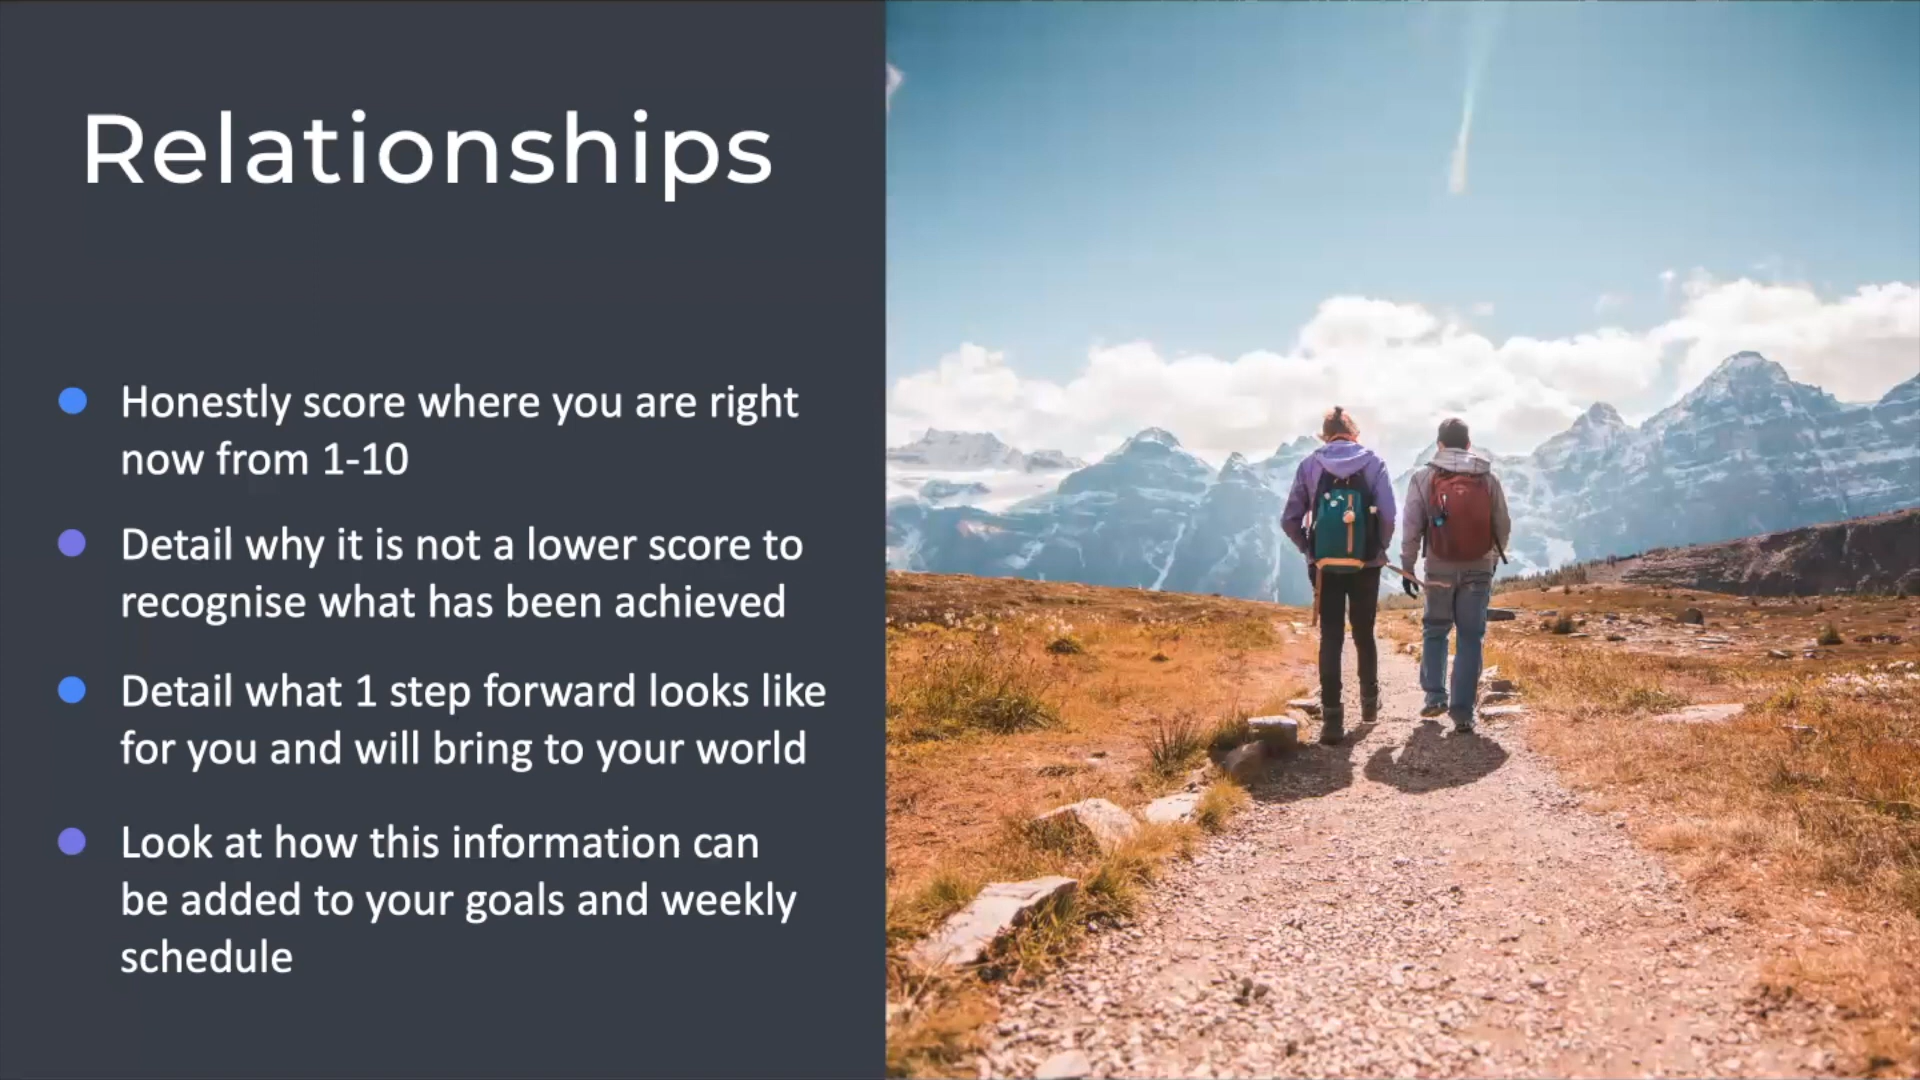 Relationships
Honestly score where you are right
now from 1-10
Detail why it is not a lower score to
recognise what has been achieved
Detail what 1 step forward looks like
for you and will bring to your world
Look at how this information can
be added to your goals and weekly
schedule